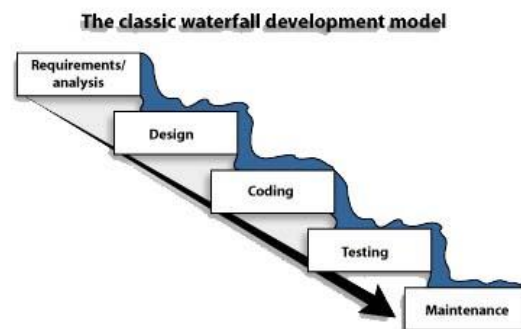 The classic waterfall development model
Requirements/
analysis
Design
Coding
Testing
Maintenance